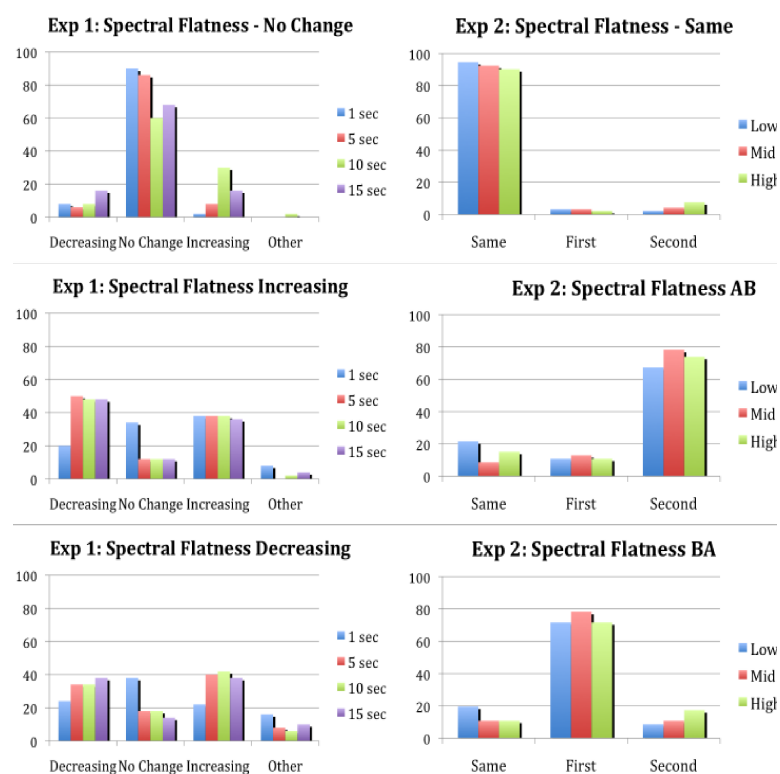 Exp 1: Spectral Flatness - No Change
100
80
60
40
20
0
Decreasing No Change Increasing Other
1 sec
5 sec
10 sec
15 sec
Exp 2: Spectral Flatness - Same
100
80
60
40
20
0
Same First Second
Low
Mid
High
Exp 1: Spectral Flatness Increasing
100
80
60
40
20
0
Decreasing No Change Increasing Other
1 sec
5 sec
10 sec
15 sec
Exp 2: Spectral Flatness AB
100
80
60
40
20
0
Same First Second
Low
Mid
High
Exp 1: Spectral Flatness Decreasing
100
80
60
40
20
0
Decreasing No Change Increasing Other
1 sec
5 sec
10 sec
15 sec
Exp 2: Spectral Flatness BA
100
80
60
40
20
0
Same First Second
Low
Mid
High